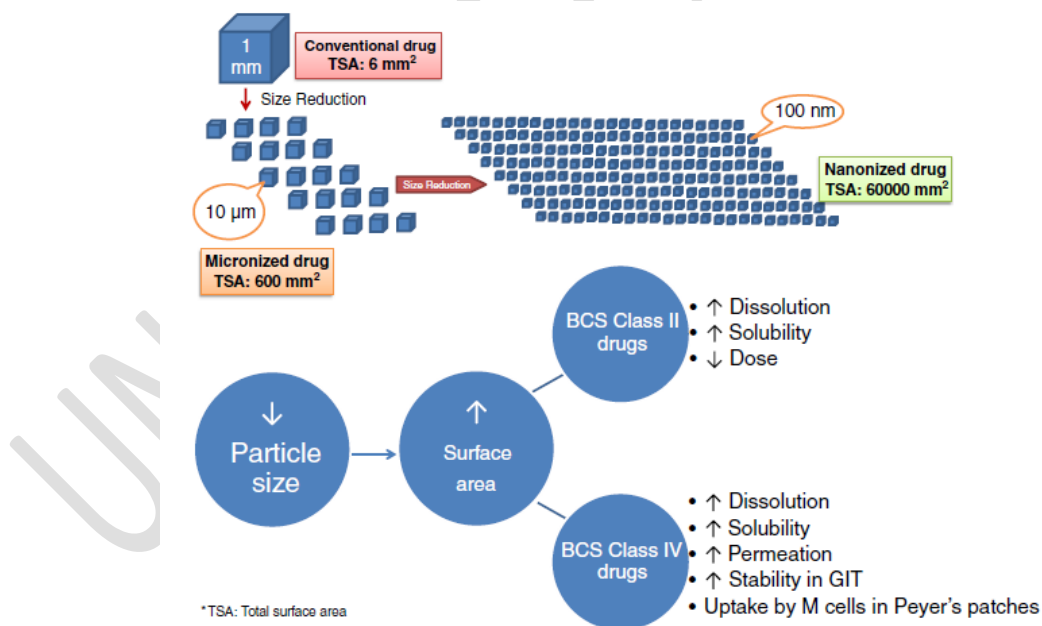 1
mm
Conventional drug
TSA: 6 mm²
Size Reduction
100 nm
10 µm
Size Reduction
Nanonized drug
TSA: 60000 mm²
Micronized drug
TSA: 600 mm²
BCS Class II
drugs
• ↑ Dissolution
• ↑ Solubility
• ↓ Dose
↓
Particle
size
↑
Surface
area
BCS Class IV
drugs
• ↑ Dissolution
• ↑ Solubility
• ↑ Permeation
• ↑ Stability in GIT
• Uptake by M cells in Peyer's patches
*TSA: Total surface area